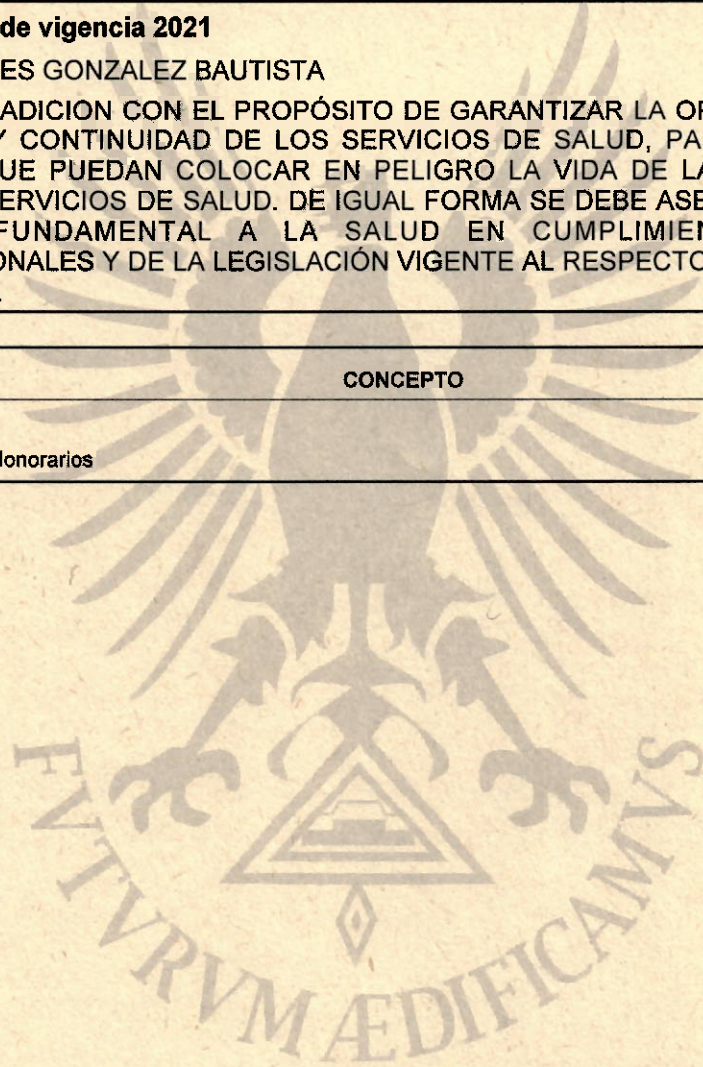 de vigencia 2021
ES GONZALEZ BAUTISTA
ADICION CON EL PROPÓSITO DE GARANTIZAR LA OP
Y CONTINUIDAD DE LOS SERVICIOS DE SALUD, PA
UE PUEDAN COLOCAR EN PELIGRO LA VIDA DE LA
ERVICIOS DE SALUD. DE IGUAL FORMA SE DEBE ASE
FUNDAMENTAL A LA SALUD EN CUMPLIMIEN
ONALES Y DE LA LEGISLACIÓN VIGENTE AL RESPECTO
CONCEPTO
Honorarios
FVTVRVM ÆDIFICAMVS